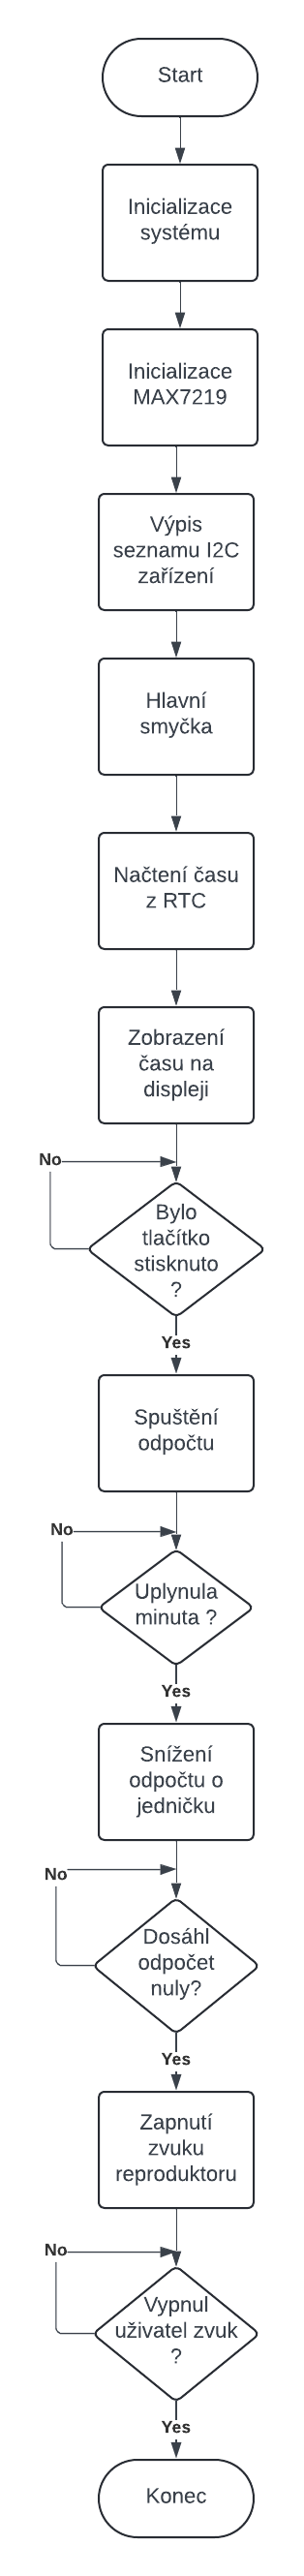 Start
Inicializace
systému
Inicializace
MAX7219
Výpis
seznamu I2C
zařízení
Hlavní
smyčka
Načtení času
z RTC
Zobrazení
času na
displeji
No
Bylo
tlačítko
stisknuto
?
Yes
Spuštění
odpočtu
No
Uplynula
minuta ?
Yes
Snížení
odpočtu o
jedničku
No
Dosáhl
odpočet
nuly?
Yes
Zapnutí
zvuku
reproduktoru
No
Vypnul
uživatel zvuk
?
Yes
Konec